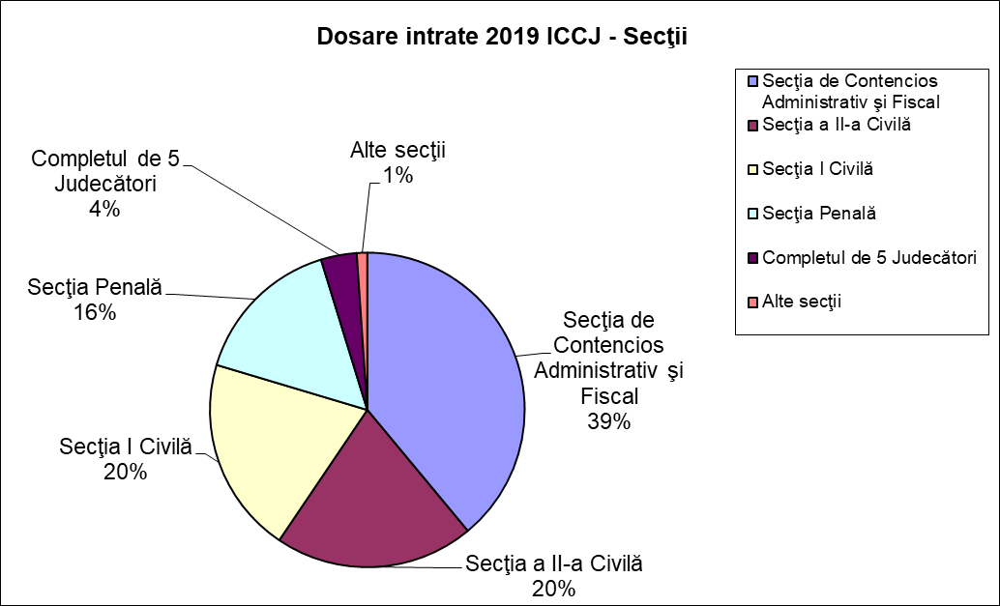 Dosare intrate 2019 ICCJ - Secţii
Secţia de Contencios
Administrativ şi Fiscal
Secţia a II-a Civilă
Secţia I Civilă
Secţia Penală
Completul de 5 Judecători
Alte secţii
Alte secţii
1%
Completul de 5
Judecători
4%
Secţia Penală
16%
Secţia de
Contencios
Administrativ şi
Fiscal
39%
Secţia I Civilă
20%
Secţia a II-a Civilă
20%